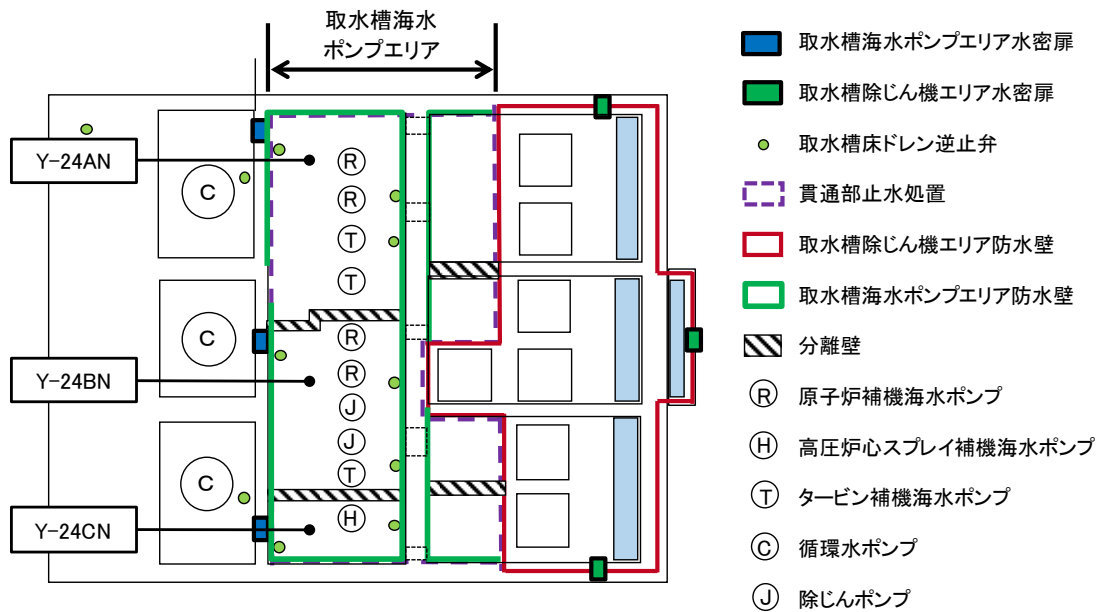 取水槽海水
ポンプエリア
Y-24AN
Y-24BN
Y-24CN
C
C
C
R
R
T
T
R
R
J
J
T
H
取水槽海水ポンプエリア水密扉
取水槽除じん機エリア水密扉
取水槽床ドレン逆止弁
貫通部止水処置
取水槽除じん機エリア防水壁
取水槽海水ポンプエリア防水壁
分離壁
R 原子炉補機海水ポンプ
H 高圧炉心スプレイ補機海水ポンプ
T タービン補機海水ポンプ
C 循環水ポンプ
J 除じんポンプ